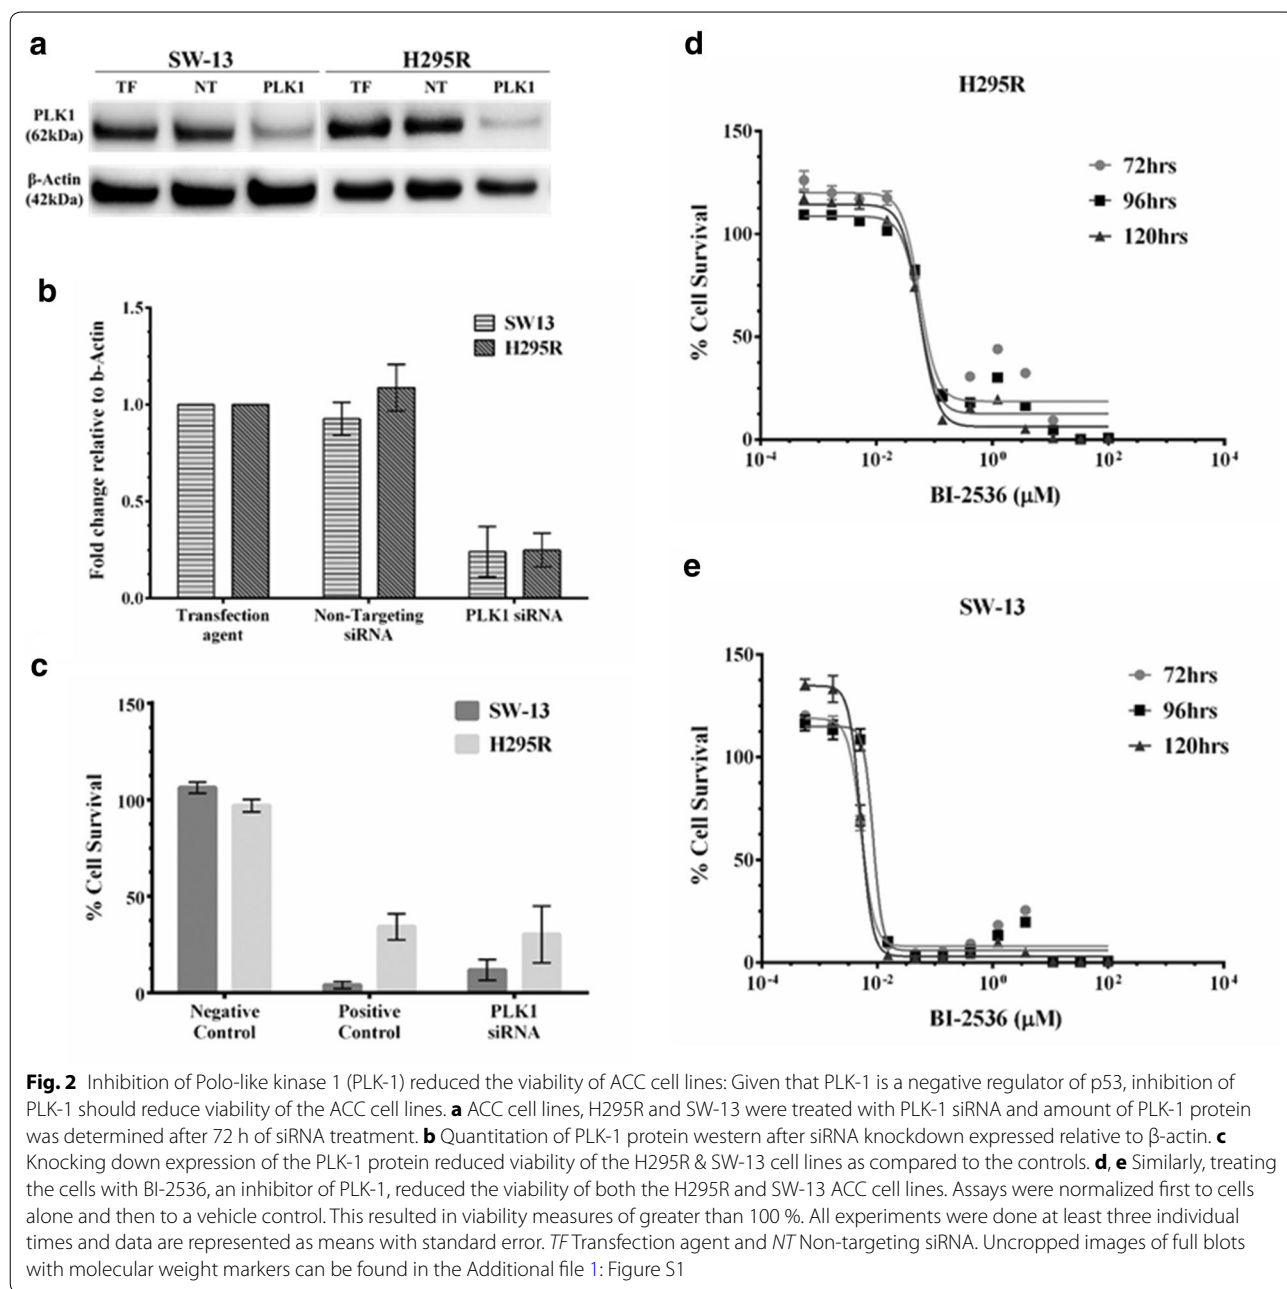 a
SW-13 H295R
TF NT PLK1 TF NT PLK1
PLK1
(62kDa)
β-Actin
(42kDa)
b
Fold change relative to b-Actin
1.5
1.0
0.5
0.0
SW13
H295R
Transfection
agent
Non-Targeting
siRNA
PLK1 siRNA
c
% Cell Survival
150
100
50
0
SW-13
H295R
Negative
Control
Positive
Control
PLK1
siRNA
d
H295R
% Cell Survival
150
100
50
0
72hrs
96hrs
120hrs
10⁻⁴ 10⁻² 10⁰ 10² 10⁴
BI-2536 (μM)
e
SW-13
% Cell Survival
150
100
50
0
72hrs
96hrs
120hrs
10⁻⁴ 10⁻² 10⁰ 10² 10⁴
BI-2536 (μM)
Fig. 2 Inhibition of Polo-like kinase 1 (PLK-1) reduced the viability of ACC cell lines: Given that PLK-1 is a negative regulator of p53, inhibition of
PLK-1 should reduce viability of the ACC cell lines. a ACC cell lines, H295R and SW-13 were treated with PLK-1 siRNA and amount of PLK-1 protein
was determined after 72 h of siRNA treatment. b Quantitation of PLK-1 protein western after siRNA knockdown expressed relative to β-actin. c
Knocking down expression of the PLK-1 protein reduced viability of the H295R & SW-13 cell lines as compared to the controls. d, e Similarly, treating
the cells with BI-2536, an inhibitor of PLK-1, reduced the viability of both the H295R and SW-13 ACC cell lines. Assays were normalized first to cells
alone and then to a vehicle control. This resulted in viability measures of greater than 100 %. All experiments were done at least three individual
times and data are represented as means with standard error. TF Transfection agent and NT Non-targeting siRNA. Uncropped images of full blots
with molecular weight markers can be found in the Additional file 1: Figure S1